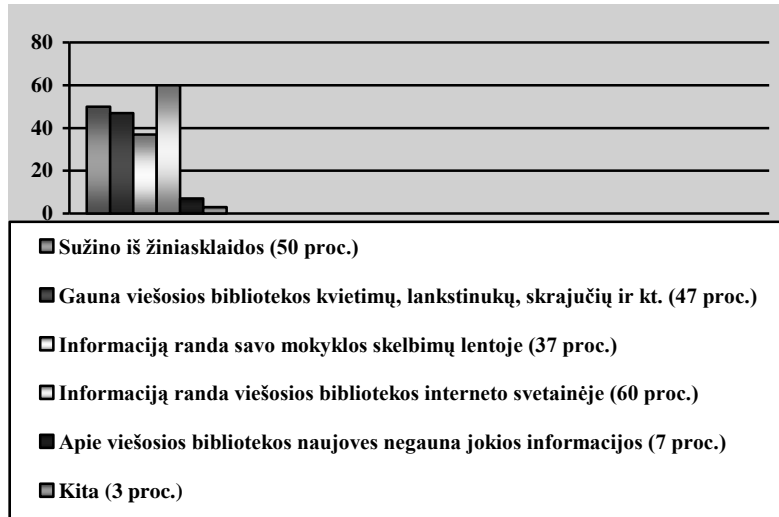 80
60
40
20
0
Sužino iš žiniasklaidos (50 proc.)
Gauna viešosios bibliotekos kvietimų, lankstinukų, skrajučių ir kt. (47 proc.)
Informaciją randa savo mokyklos skelbimų lentoje (37 proc.)
Informaciją randa viešosios bibliotekos interneto svetainėje (60 proc.)
Apie viešosios bibliotekos naujoves negauna jokios informacijos (7 proc.)
Kita (3 proc.)